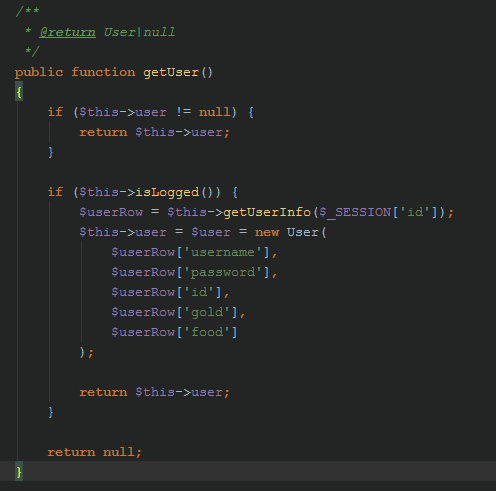 /**
 * @return User|null
 */
public function getUser()
{
    if ($this->user != null) {
        return $this->user;
    }

    if ($this->isLogged()) {
        $userRow = $this->getUserInfo($_SESSION['id']);
        $this->user = $user = new User(
            $userRow['username'],
            $userRow['password'],
            $userRow['id'],
            $userRow['gold'],
            $userRow['food']
        );

        return $this->user;
    }

    return null;
}